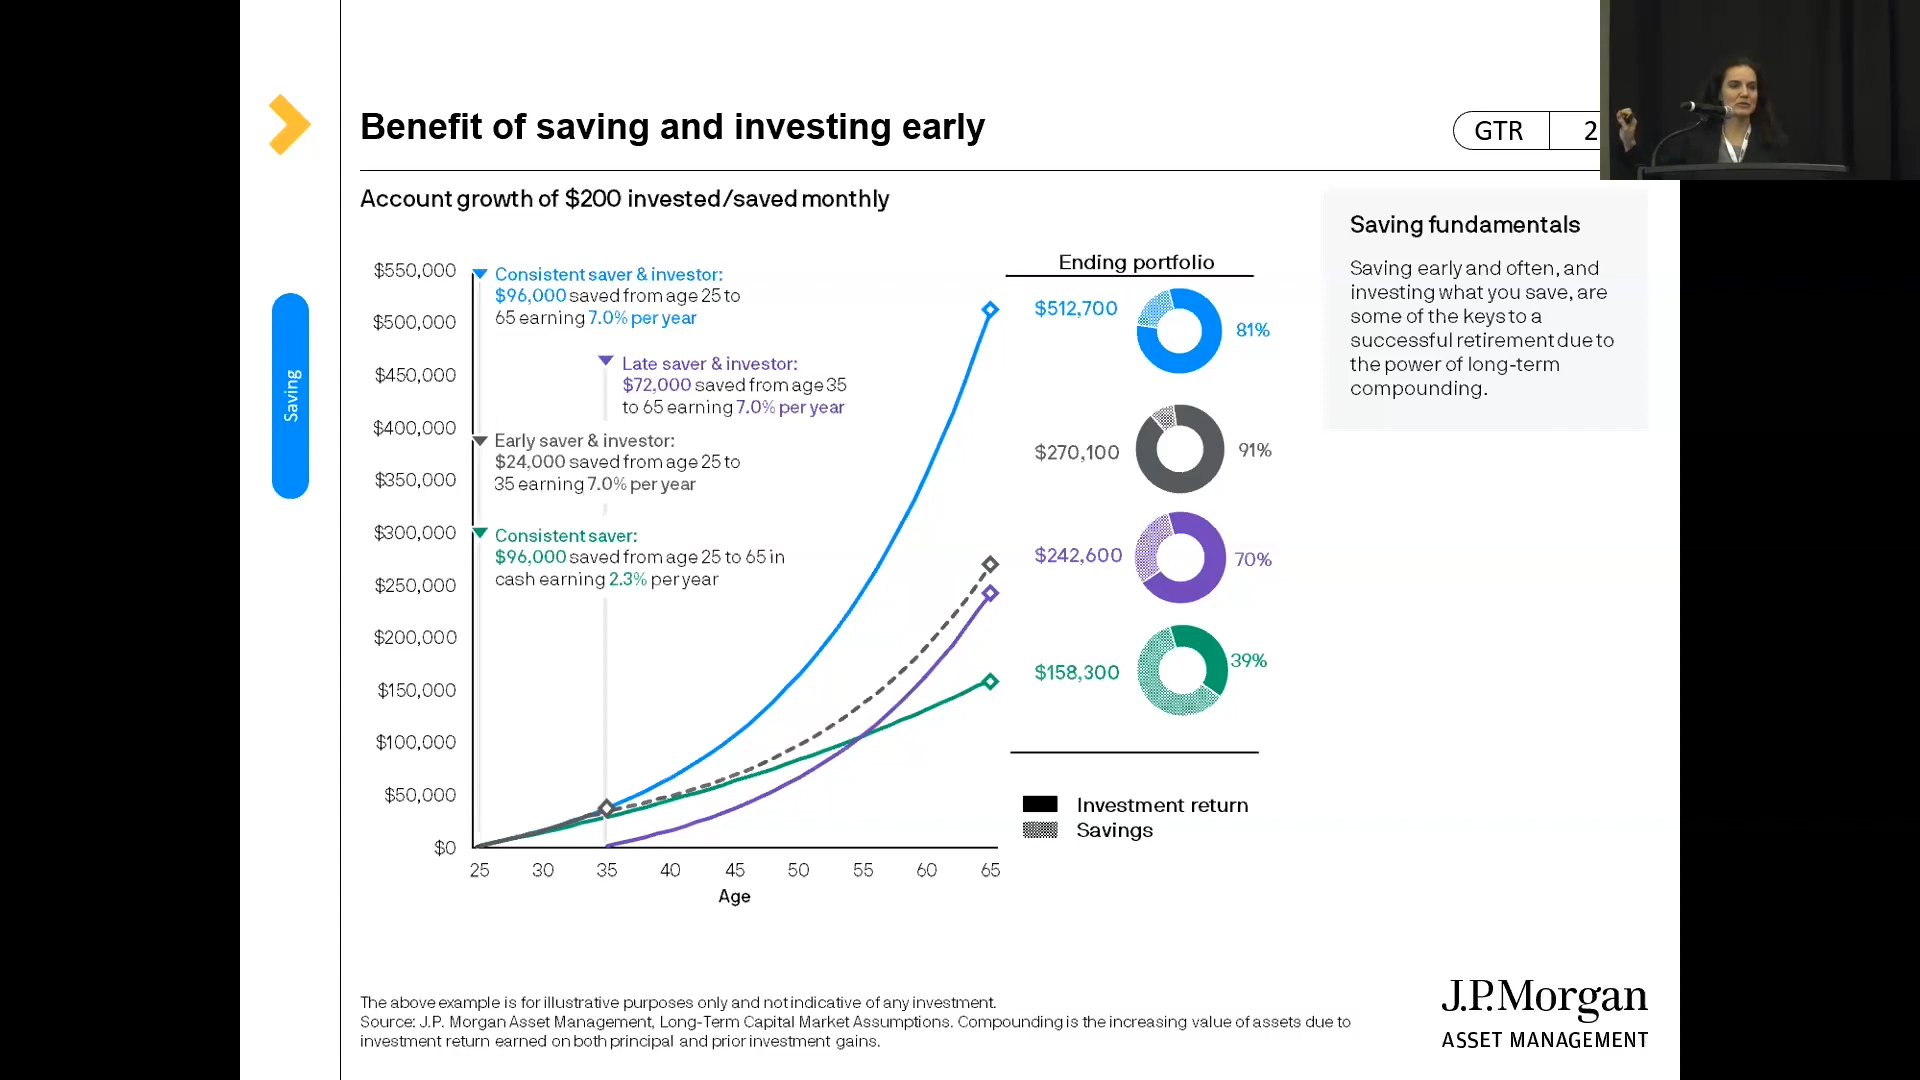 Benefit of saving and investing early
GTR 2
Saving
Account growth of $200 invested/saved monthly
$550,000
$500,000
$450,000
$400,000
$350,000
$300,000
$250,000
$200,000
$150,000
$100,000
$50,000
$0
Consistent saver & investor:
$96,000 saved from age 25 to
65 earning 7.0% per year
Late saver & investor:
$72,000 saved from age 35
to 65 earning 7.0% per year
Early saver & investor:
$24,000 saved from age 25 to
35 earning 7.0% per year
Consistent saver:
$96,000 saved from age 25 to 65 in
cash earning 2.3% per year
25 30 35 40 45 50 55 60 65
Age
Ending portfolio
$512,700 81%
$270,100 91%
$242,600 70%
$158,300 39%
Investment return
Savings
Saving fundamentals
Saving early and often, and
investing what you save, are
some of the keys to a
successful retirement due to
the power of long-term
compounding.
The above example is for illustrative purposes only and not indicative of any investment.
Source: J.P. Morgan Asset Management, Long-Term Capital Market Assumptions. Compounding is the increasing value of assets due to
investment return earned on both principal and prior investment gains.
J.P.Morgan
ASSET MANAGEMENT